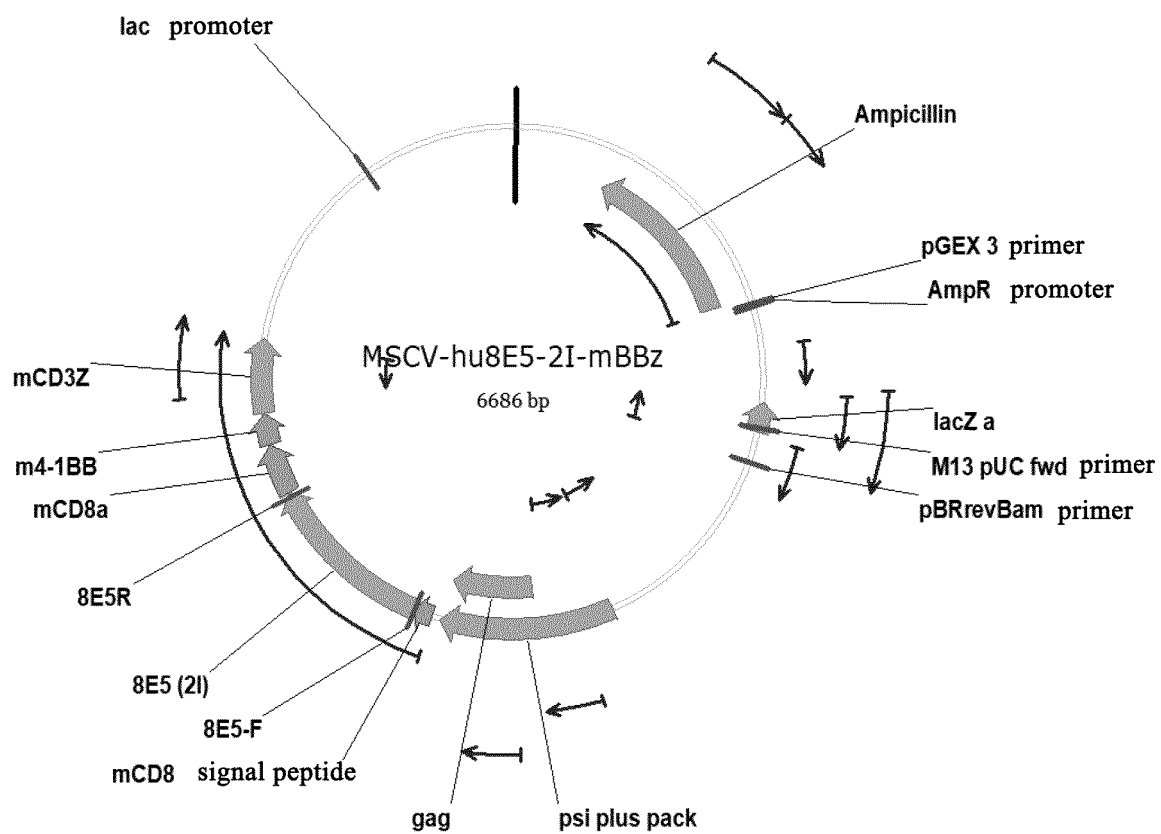 lac promoter
Ampicillin
pGEX 3 primer
AmpR promoter
MSCV-hu8E5-2I-mBBz
6686 bp
mCD3Z
lacZ a
m4-1BB
M13 pUC fwd primer
mCD8a
pBRrevBam primer
8E5R
8E5 (2I)
8E5-F
mCD8 signal peptide
gag
psi plus pack